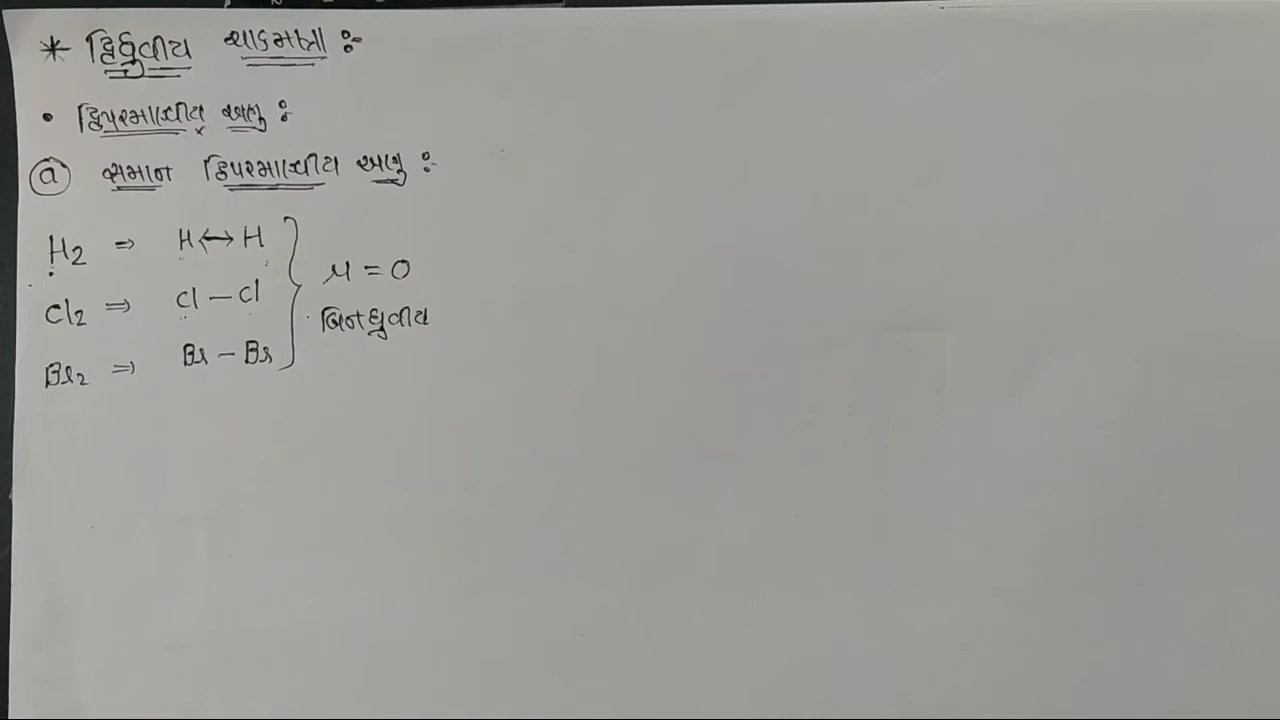 * દ્વિધ્રુવીય ચાકમાત્રા :-
• દ્વિપરમાણ્વીય અણુ :
ⓐ સમાન દ્વિપરમાણ્વીય અણુ :-
H₂ ⇒ H↔H
μ = 0
Cl₂ ⇒ Cl – Cl
બિનધ્રુવીય
Br₂ ⇒ Br – Br